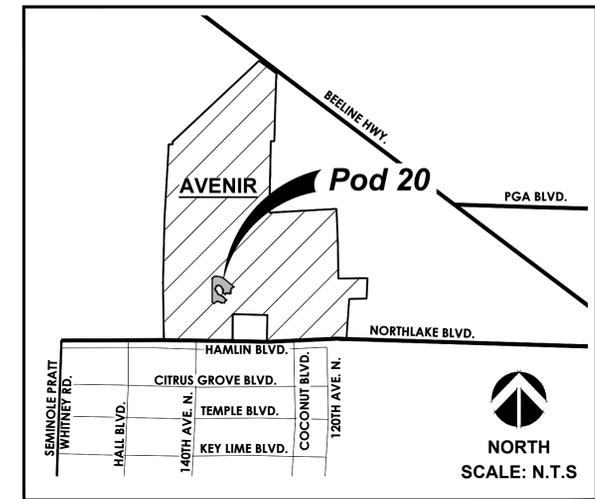 BEELINE HWY.
AVENIR
Pod 20
PGA BLVD.
NORTHLAKE BLVD.
HAMLIN BLVD.
CITRUS GROVE BLVD.
TEMPLE BLVD.
KEY LIME BLVD.
SEMINOLE PRATT
WHITNEY RD.
HALL BLVD.
140TH AVE. N.
COCONUT BLVD.
120TH AVE. N.
NORTH
SCALE: N.T.S